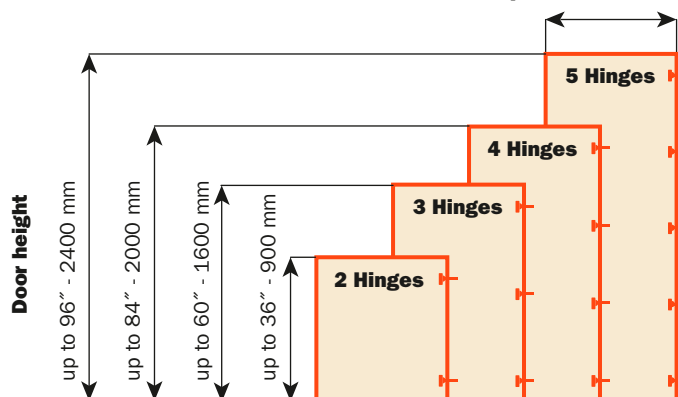 5 Hinges
4 Hinges
3 Hinges
2 Hinges
Door height
up to 96″ - 2400 mm
up to 84″ - 2000 mm
up to 60″ - 1600 mm
up to 36″ - 900 mm